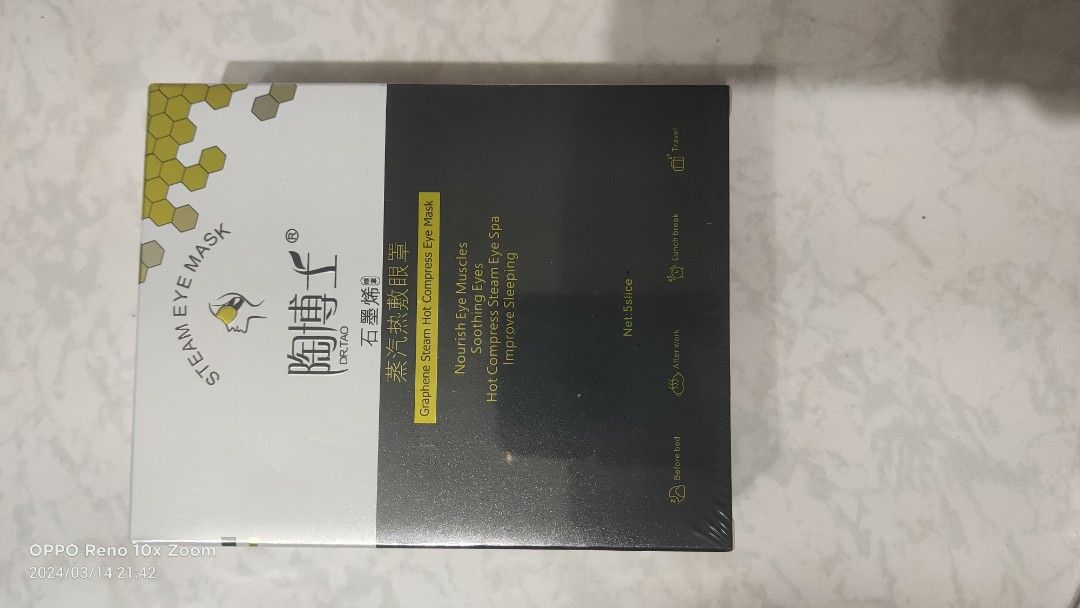 STEAM EYE MASK
陶博士®
DR.TAO
石墨烯
蒸汽热敷眼罩
Graphene Steam Hot Compress Eye Mask
Nourish Eye Muscles
Soothing Eyes
Hot Compress Steam Eye Spa
Improve Sleeping
Net:5slice
Before bed
After work
Lunch break
Travel
OPPO Reno 10x Zoom
2024/03/14 21:42